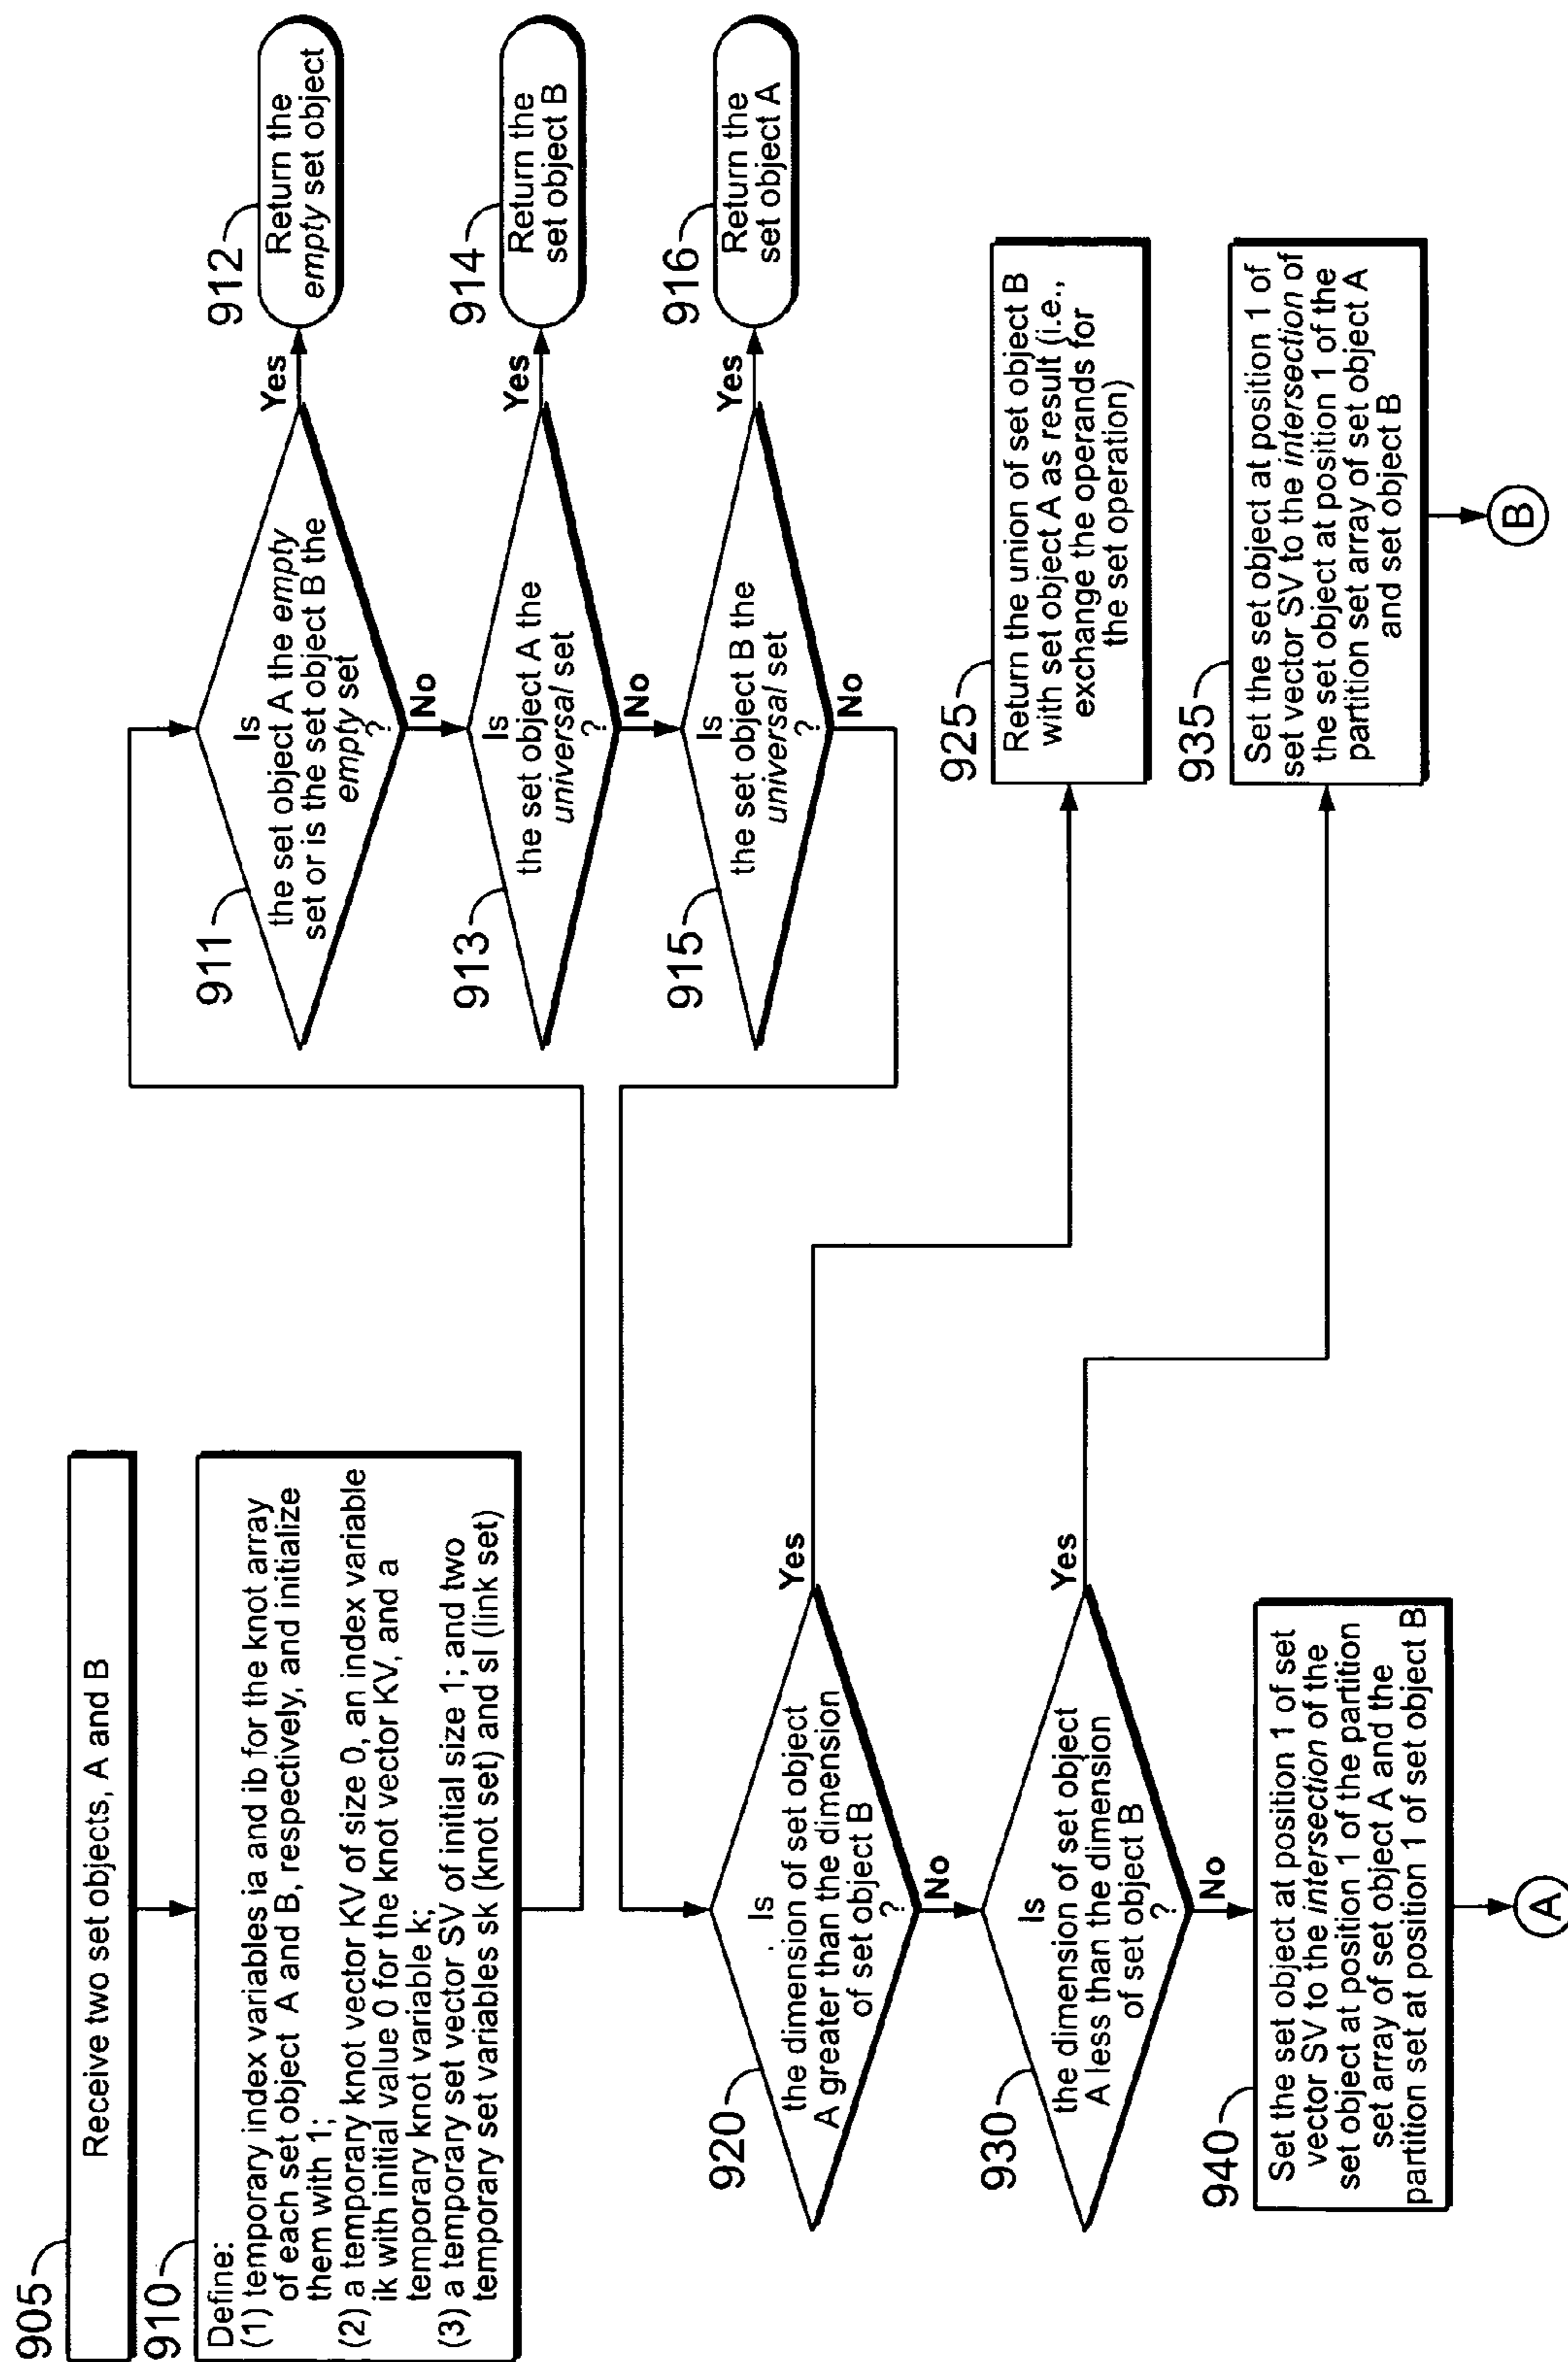 905
Receive two set objects, A and B
910
Define:
(1) temporary index variables ia and ib for the knot array
of each set object A and B, respectively, and initialize
them with 1;
(2) a temporary knot vector KV of size 0, an index variable
ik with initial value 0 for the knot vector KV, and a
temporary knot variable k;
(3) a temporary set vector SV of initial size 1; and two
temporary set variables sk (knot set) and sl (link set)
911
Is
the set object A the empty
set or is the set object B the
empty set
?
Yes
912
Return the
empty set object
No
913
Is
the set object A the
universal set
?
Yes
914
Return the
set object B
No
915
Is
the set object B the
universal set
?
Yes
916
Return the
set object A
No
920
Is
the dimension of set object
A greater than the dimension
of set object B
?
Yes
925
Return the union of set object B
with set object A as result (i.e.,
exchange the operands for
the set operation)
No
930
Is
the dimension of set object
A less than the dimension
of set object B
?
Yes
935
Set the set object at position 1 of
set vector SV to the intersection of
the set object at position 1 of the
partition set array of set object A
and set object B
B
No
940
Set the set object at position 1 of set
vector SV to the intersection of the
set object at position 1 of the partition
set array of set object A and the
partition set at position 1 of set object B
A